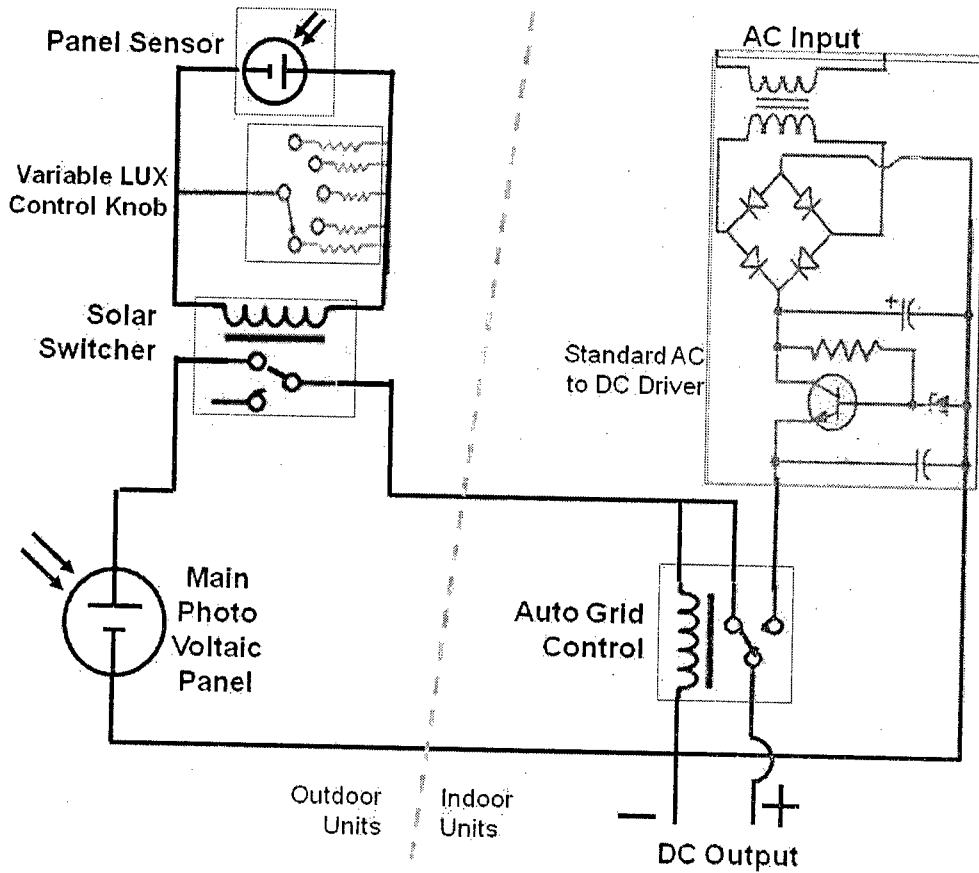 Panel Sensor
AC Input
Variable LUX
Control Knob
Solar
Switcher
+
Standard AC
to DC Driver
Main
Photo
Voltaic
Panel
Auto Grid
Control
Outdoor
Units
Indoor
Units
− +
DC Output